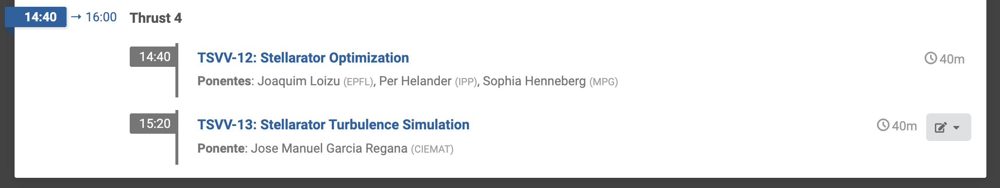 14:40 → 16:00 Thrust 4
14:40 TSVV-12: Stellarator Optimization 40m
Ponentes: Joaquim Loizu (EPFL), Per Helander (IPP), Sophia Henneberg (MPG)
15:20 TSVV-13: Stellarator Turbulence Simulation 40m
Ponente: Jose Manuel Garcia Regana (CIEMAT)